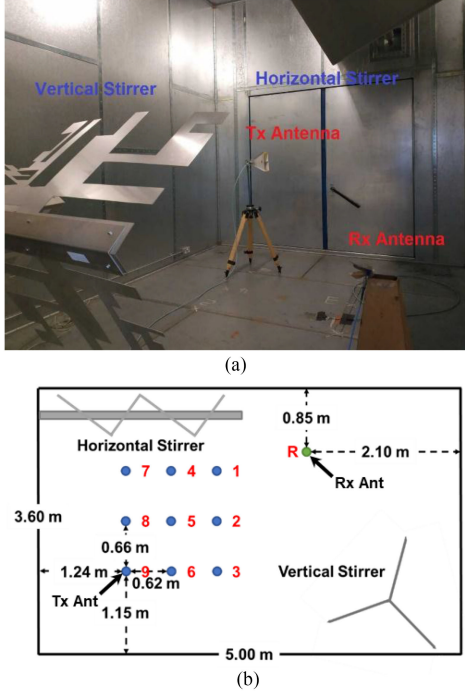 Vertical Stirrer
Horizontal Stirrer
Tx Antenna
Rx Antenna
(a)
0.85 m
Horizontal Stirrer
R
2.10 m
Rx Ant
7 4 1
3.60 m
8 5 2
0.66 m
1.24 m
9 6 3
0.62 m
Tx Ant
Vertical Stirrer
1.15 m
5.00 m
(b)